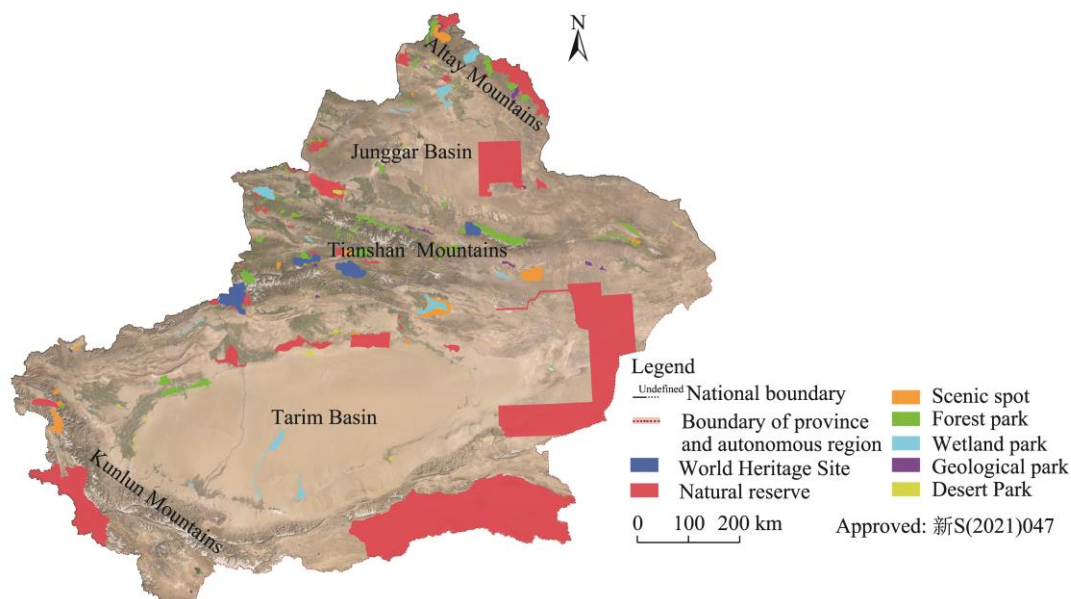 N
Altay Mountains
Junggar Basin
Tianshan Mountains
Tarim Basin
Kunlun Mountains
Legend
Undefined
National boundary
Boundary of province
and autonomous region
World Heritage Site
Natural reserve
Scenic spot
Forest park
Wetland park
Geological park
Desert Park
0 100 200 km
Approved: 新S(2021)047